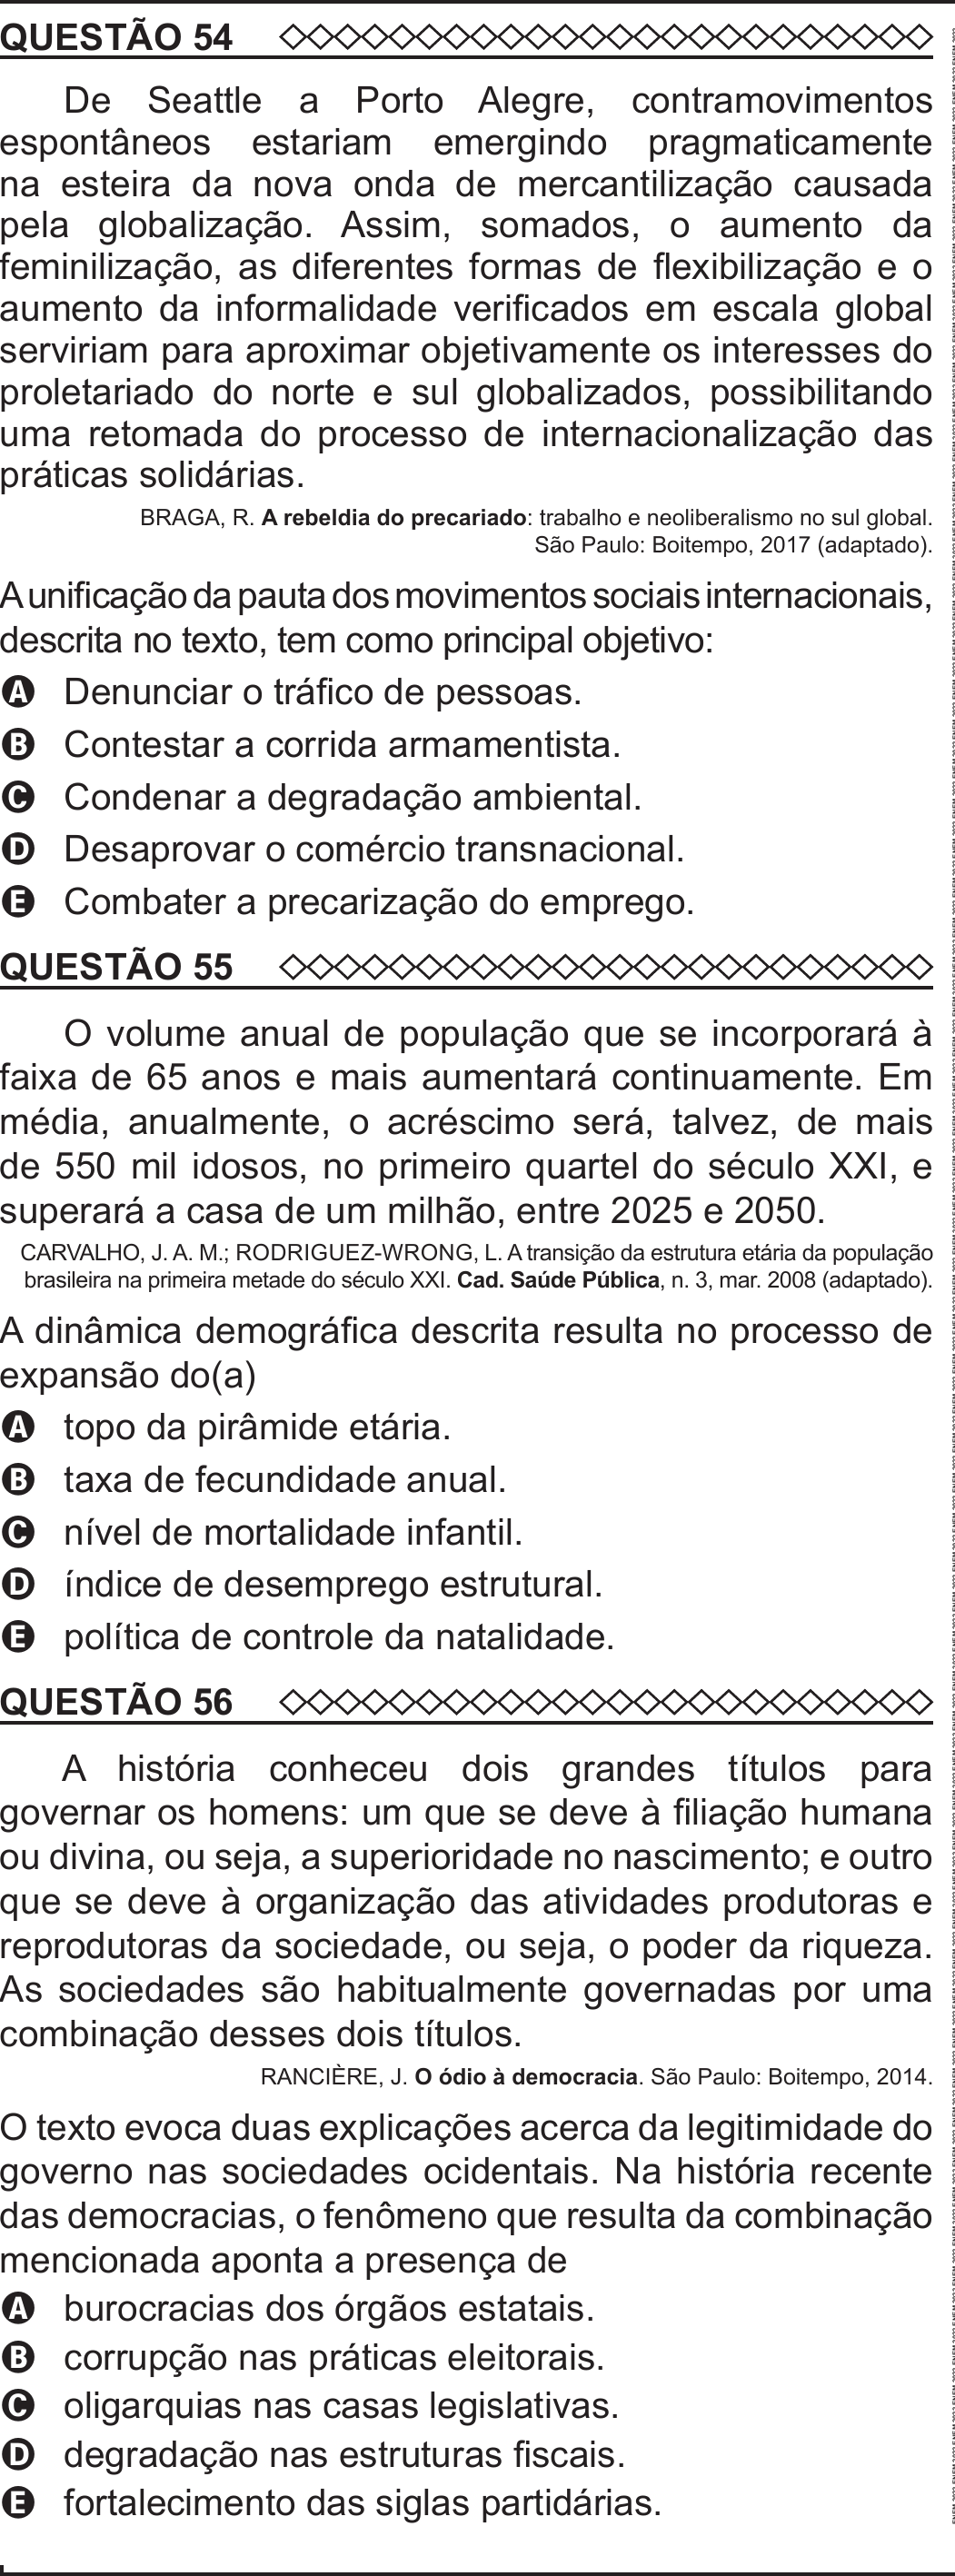 QUESTÃO 54
De Seattle a Porto Alegre, contramovimentos
espontâneos estariam emergindo pragmaticamente
na esteira da nova onda de mercantilização causada
pela globalização. Assim, somados, o aumento da
feminilização, as diferentes formas de flexibilização e o
aumento da informalidade verificados em escala global
serviriam para aproximar objetivamente os interesses do
proletariado do norte e sul globalizados, possibilitando
uma retomada do processo de internacionalização das
práticas solidárias.
BRAGA, R. A rebeldia do precariado: trabalho e neoliberalismo no sul global.
São Paulo: Boitempo, 2017 (adaptado).
A unificação da pauta dos movimentos sociais internacionais,
descrita no texto, tem como principal objetivo:
A Denunciar o tráfico de pessoas.
B Contestar a corrida armamentista.
C Condenar a degradação ambiental.
D Desaprovar o comércio transnacional.
E Combater a precarização do emprego.
QUESTÃO 55
O volume anual de população que se incorporará à
faixa de 65 anos e mais aumentará continuamente. Em
média, anualmente, o acréscimo será, talvez, de mais
de 550 mil idosos, no primeiro quartel do século XXI, e
superará a casa de um milhão, entre 2025 e 2050.
CARVALHO, J. A. M.; RODRIGUEZ-WRONG, L. A transição da estrutura etária da população
brasileira na primeira metade do século XXI. Cad. Saúde Pública, n. 3, mar. 2008 (adaptado).
A dinâmica demográfica descrita resulta no processo de
expansão do(a)
A topo da pirâmide etária.
B taxa de fecundidade anual.
C nível de mortalidade infantil.
D índice de desemprego estrutural.
E política de controle da natalidade.
QUESTÃO 56
A história conheceu dois grandes títulos para
governar os homens: um que se deve à filiação humana
ou divina, ou seja, a superioridade no nascimento; e outro
que se deve à organização das atividades produtoras e
reprodutoras da sociedade, ou seja, o poder da riqueza.
As sociedades são habitualmente governadas por uma
combinação desses dois títulos.
RANCIÈRE, J. O ódio à democracia. São Paulo: Boitempo, 2014.
O texto evoca duas explicações acerca da legitimidade do
governo nas sociedades ocidentais. Na história recente
das democracias, o fenômeno que resulta da combinação
mencionada aponta a presença de
A burocracias dos órgãos estatais.
B corrupção nas práticas eleitorais.
C oligarquias nas casas legislativas.
D degradação nas estruturas fiscais.
E fortalecimento das siglas partidárias.